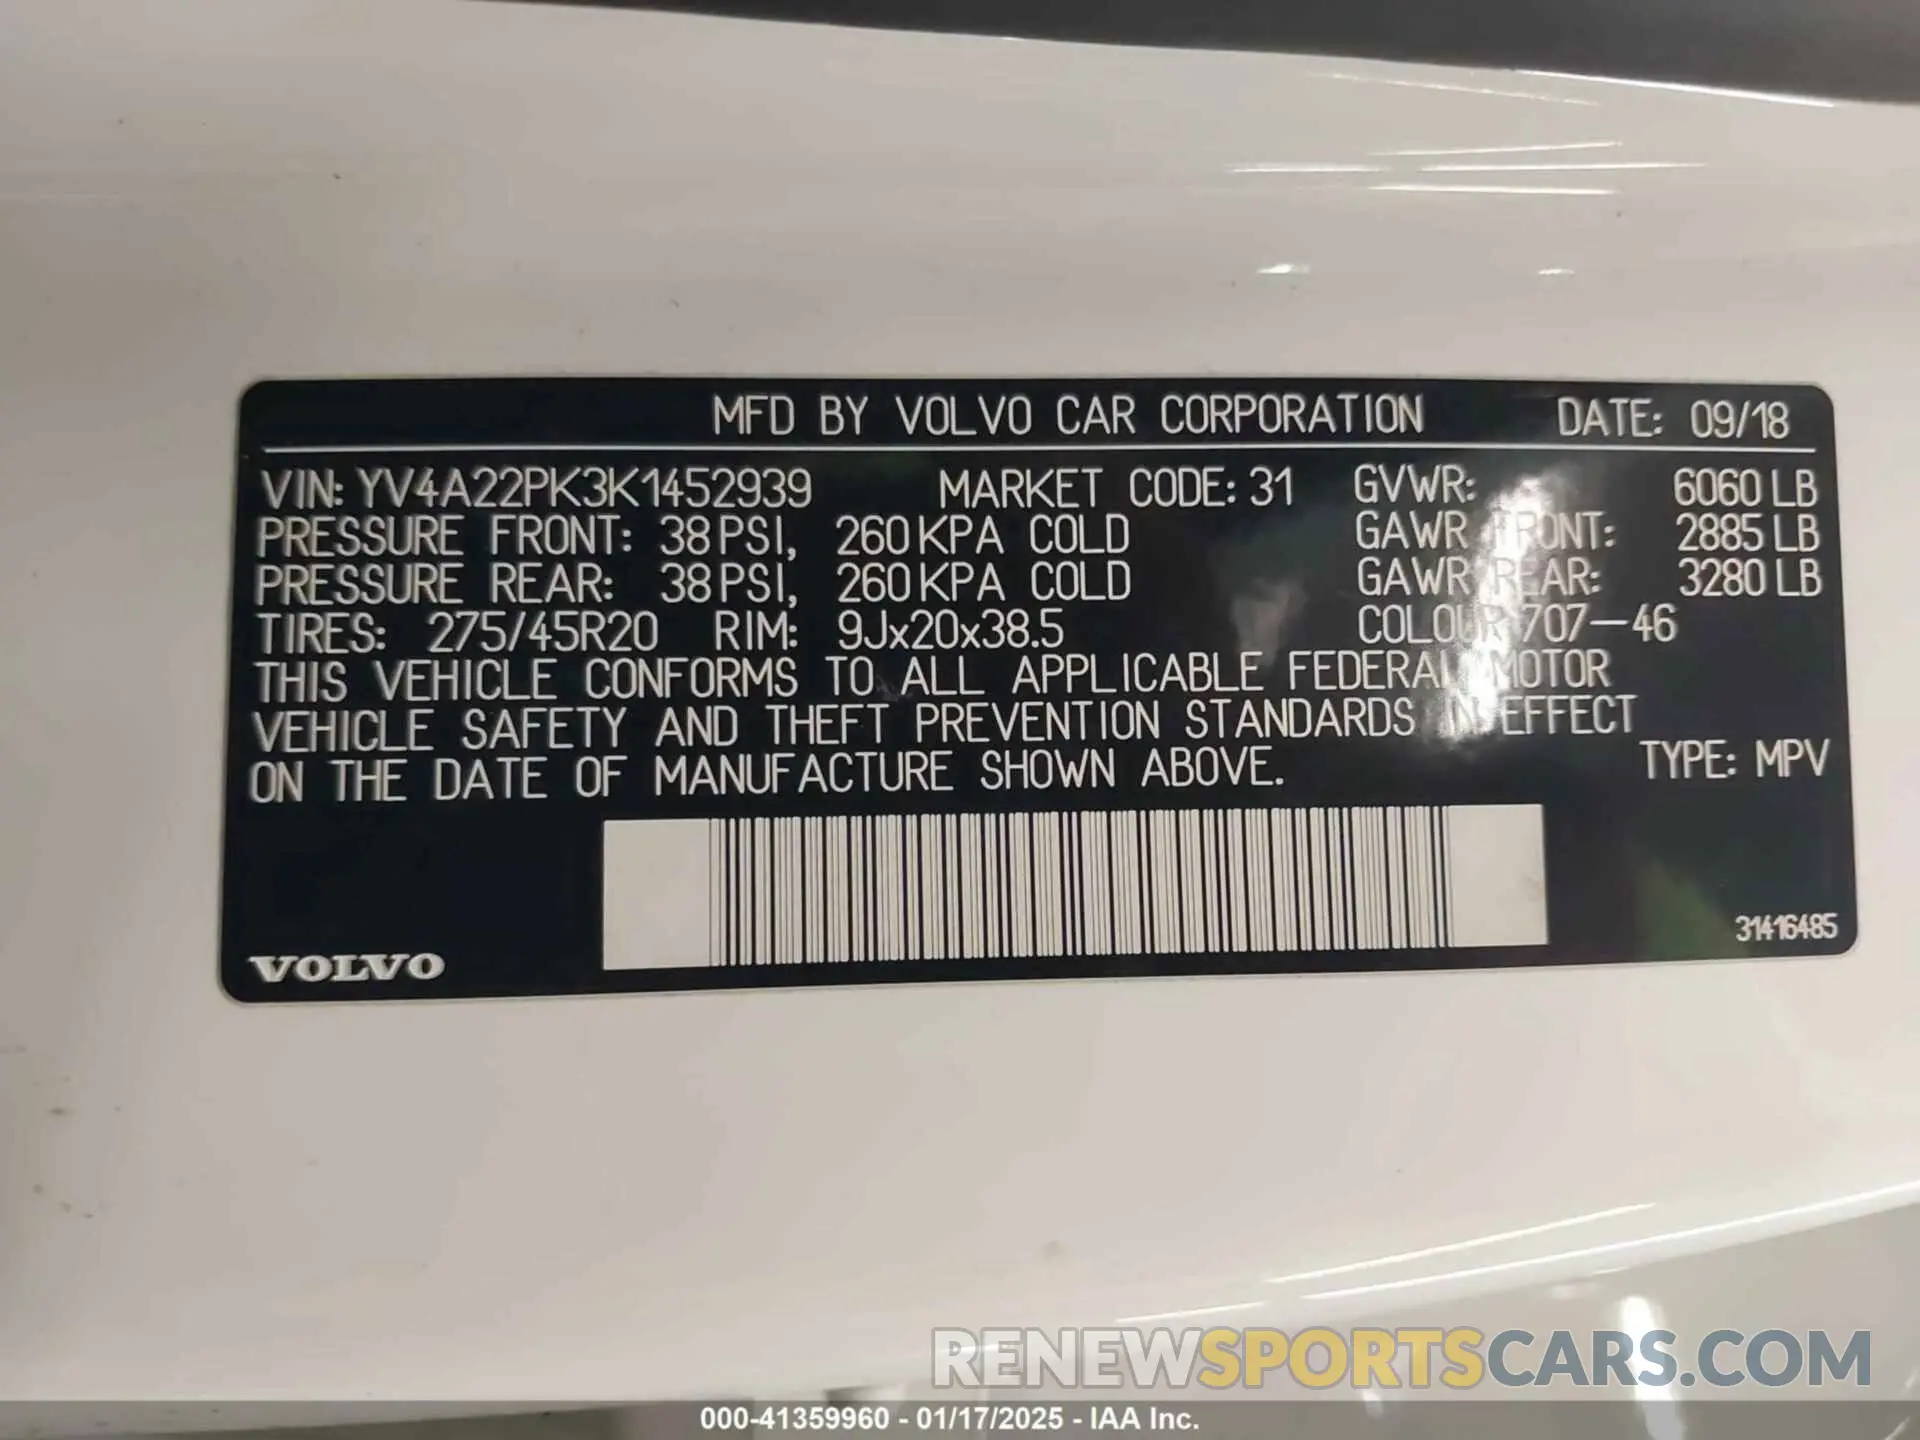 MFD BY VOLVO CAR CORPORATION DATE: 09/18
VIN: YV4A22PK3K1452939 MARKET CODE: 31 GVWR: 6060 LB
PRESSURE FRONT: 38 PSI, 260 KPA COLD GAWR FRONT: 2885 LB
PRESSURE REAR: 38 PSI, 260 KPA COLD GAWR REAR: 3280 LB
TIRES: 275/45R20 RIM: 9Jx20x38.5 COLOUR 707-46
THIS VEHICLE CONFORMS TO ALL APPLICABLE FEDERAL MOTOR
VEHICLE SAFETY AND THEFT PREVENTION STANDARDS IN EFFECT
ON THE DATE OF MANUFACTURE SHOWN ABOVE. TYPE: MPV
31416485
VOLVO
RENEWSPORTSCARS.COM
000-41359960 - 01/17/2025 - IAA Inc.